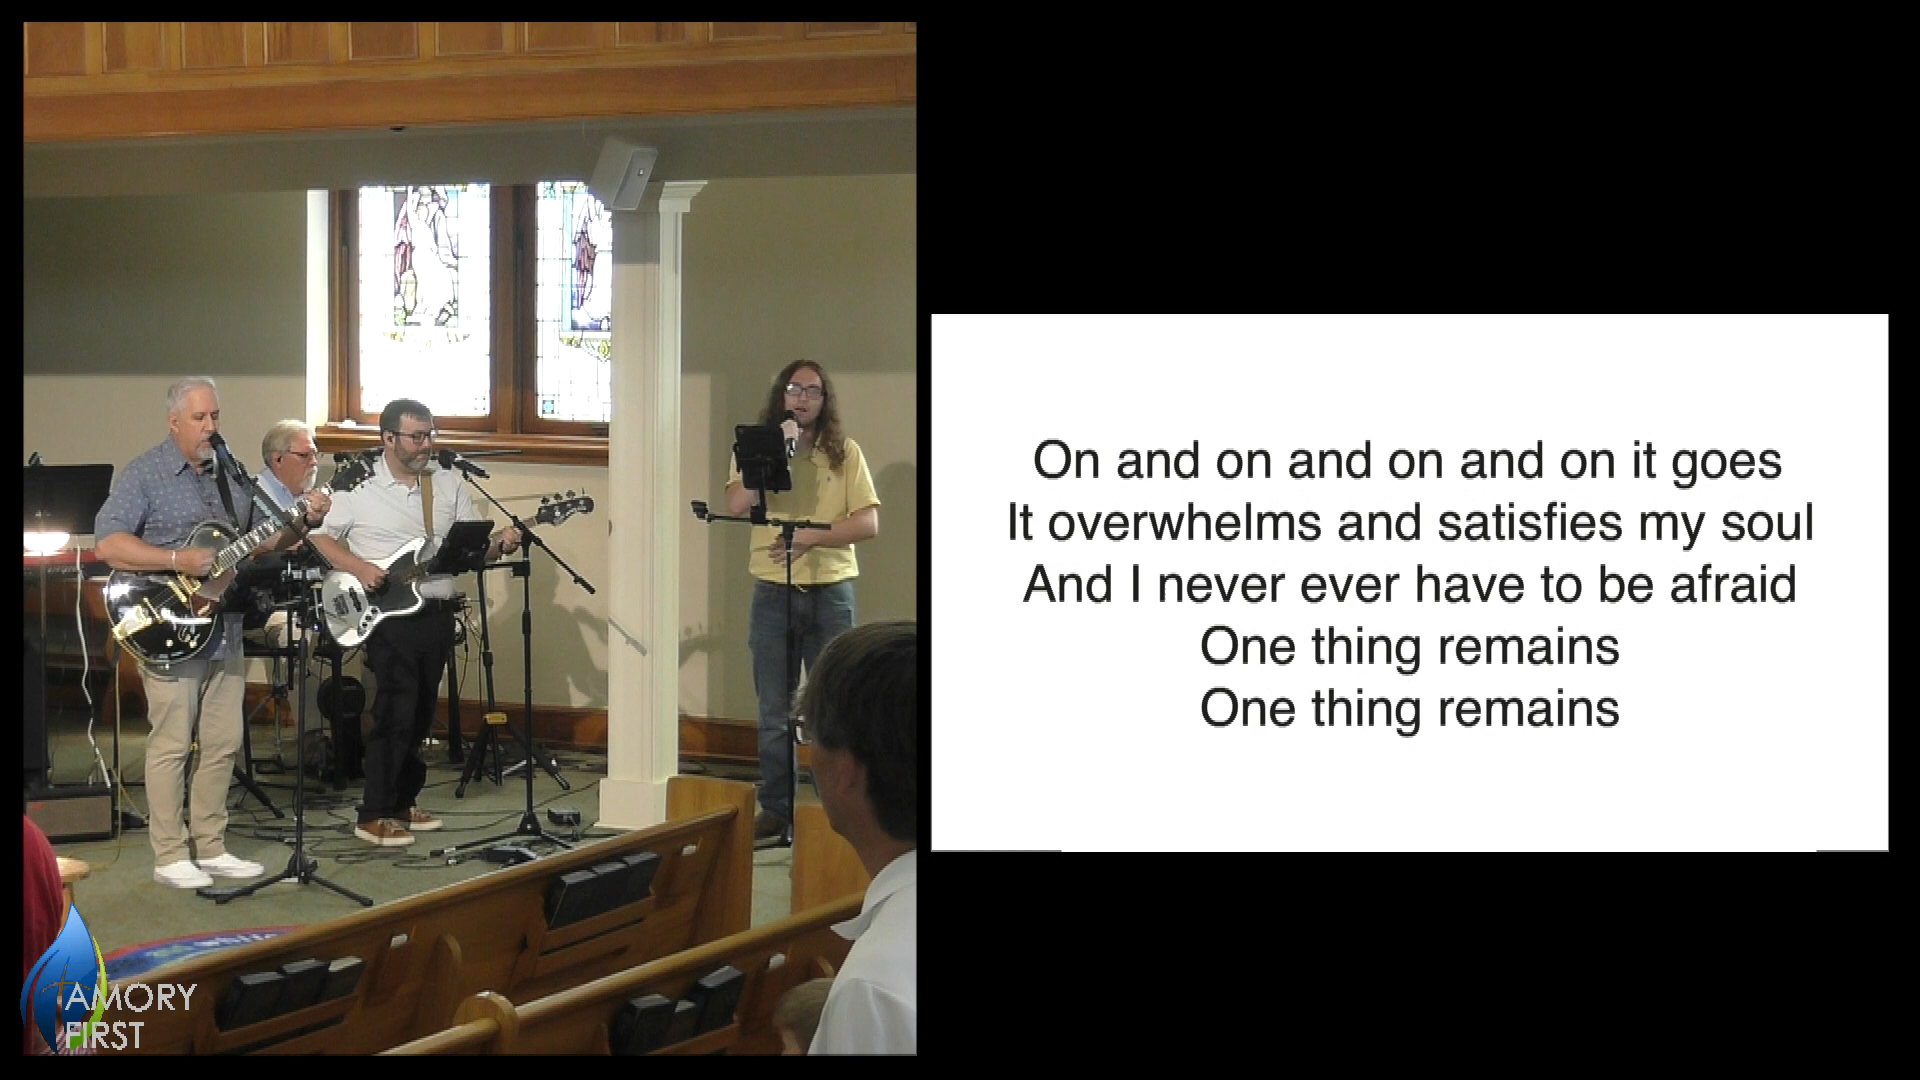 On and on and on and on it goes
It overwhelms and satisfies my soul
And I never ever have to be afraid
One thing remains
One thing remains
AMORY
FIRST